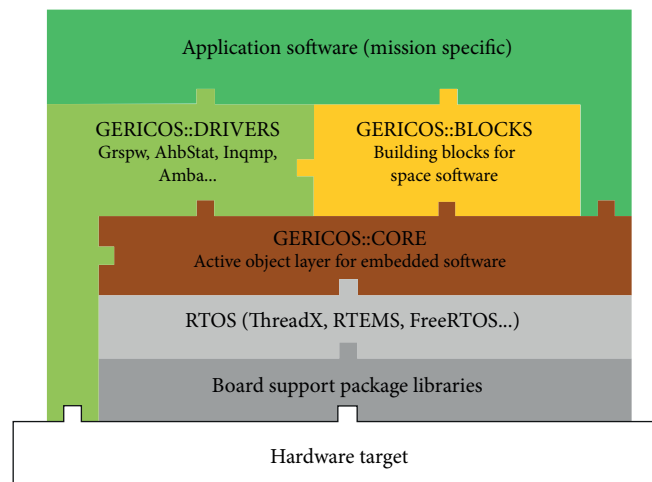 Application software (mission specific)
GERICOS::DRIVERS
Grspw, AhbStat, Inqmp,
Amba...
GERICOS::BLOCKS
Building blocks for
space software
GERICOS::CORE
Active object layer for embedded software
RTOS (ThreadX, RTEMS, FreeRTOS...)
Board support package libraries
Hardware target